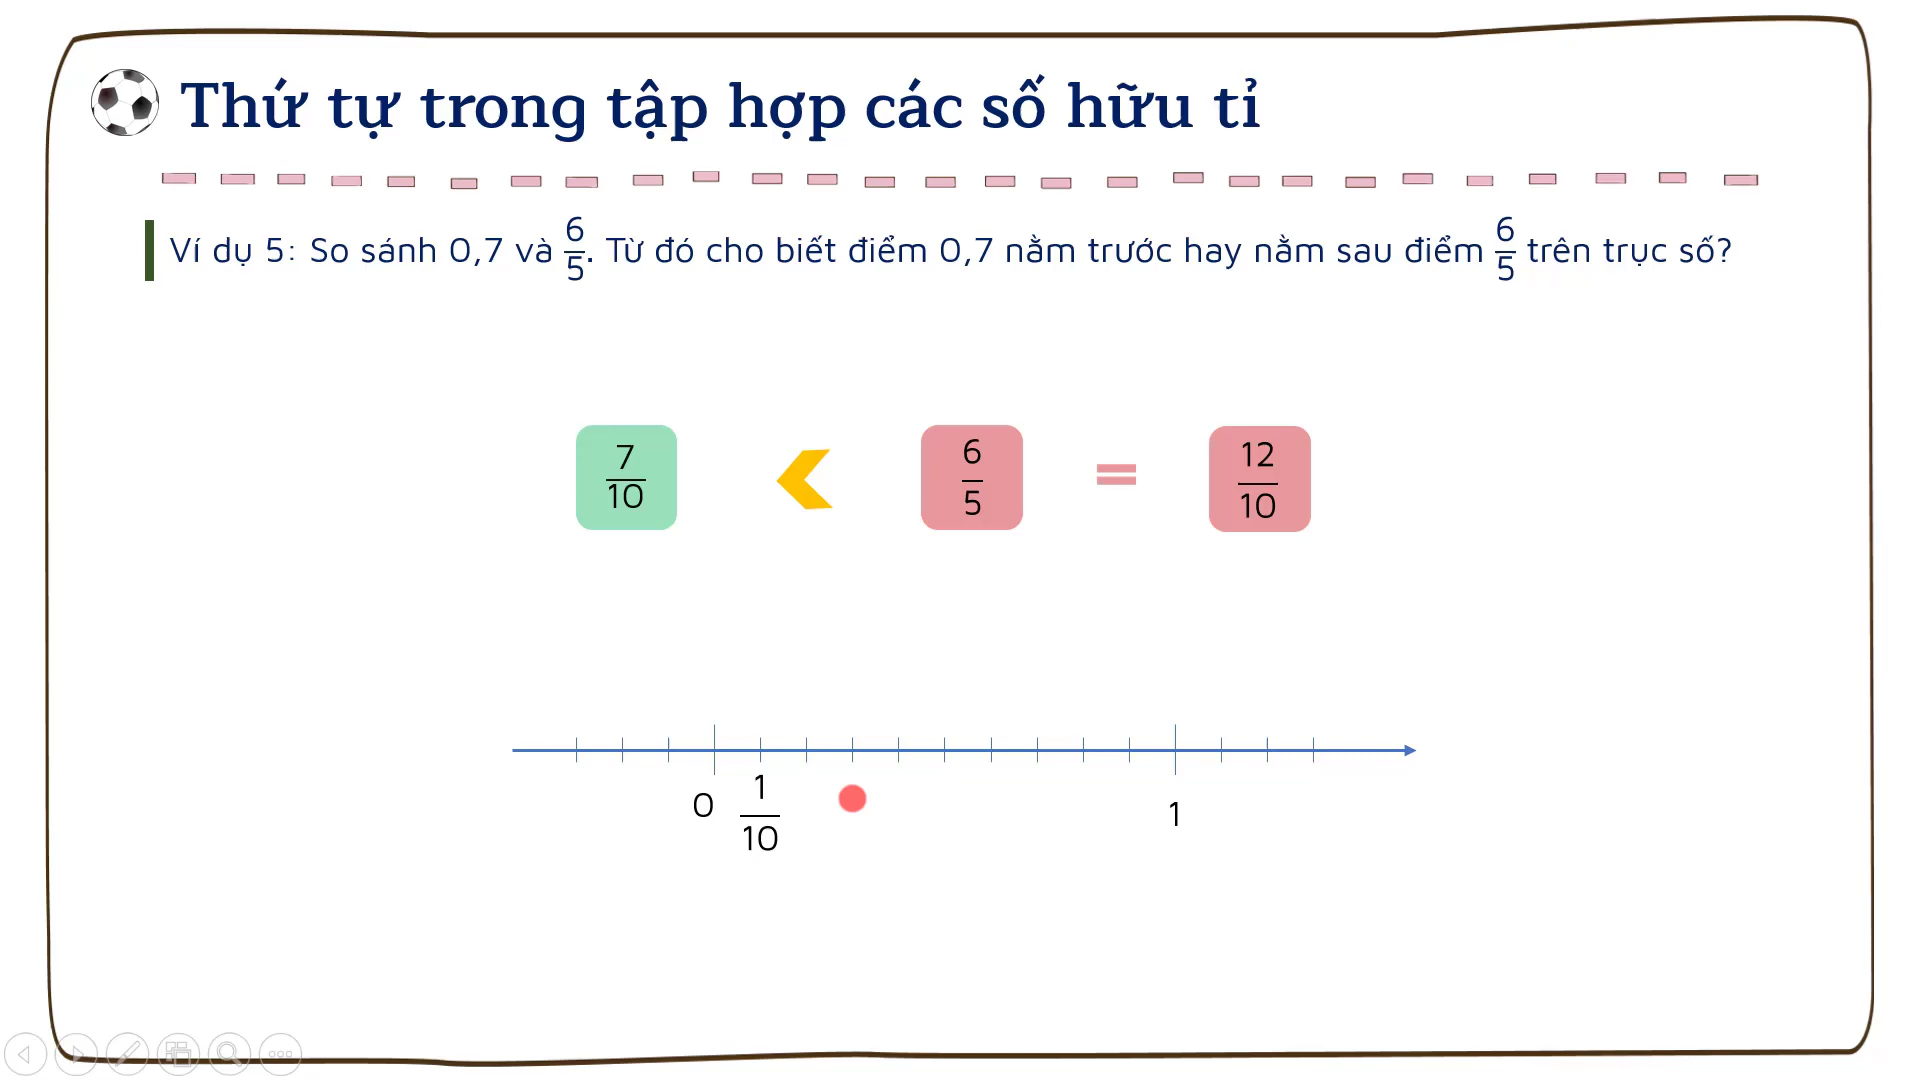 Thứ tự trong tập hợp các số hữu tỉ
Ví dụ 5: So sánh 0,7 và 6/5. Từ đó cho biết điểm 0,7 nằm trước hay nằm sau điểm 6/5 trên trục số?
7/10 < 6/5 = 12/10
0 1/10 1